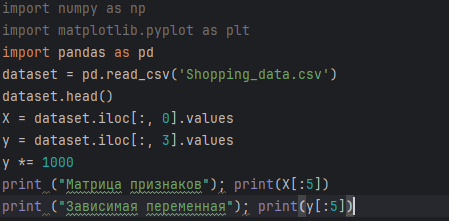 import numpy as np
import matplotlib.pyplot as plt
import pandas as pd
dataset = pd.read_csv('Shopping_data.csv')
dataset.head()
X = dataset.iloc[:, 0].values
y = dataset.iloc[:, 3].values
y *= 1000
print ("Матрица признаков"); print(X[:5])
print ("Зависимая переменная"); print(y[:5])